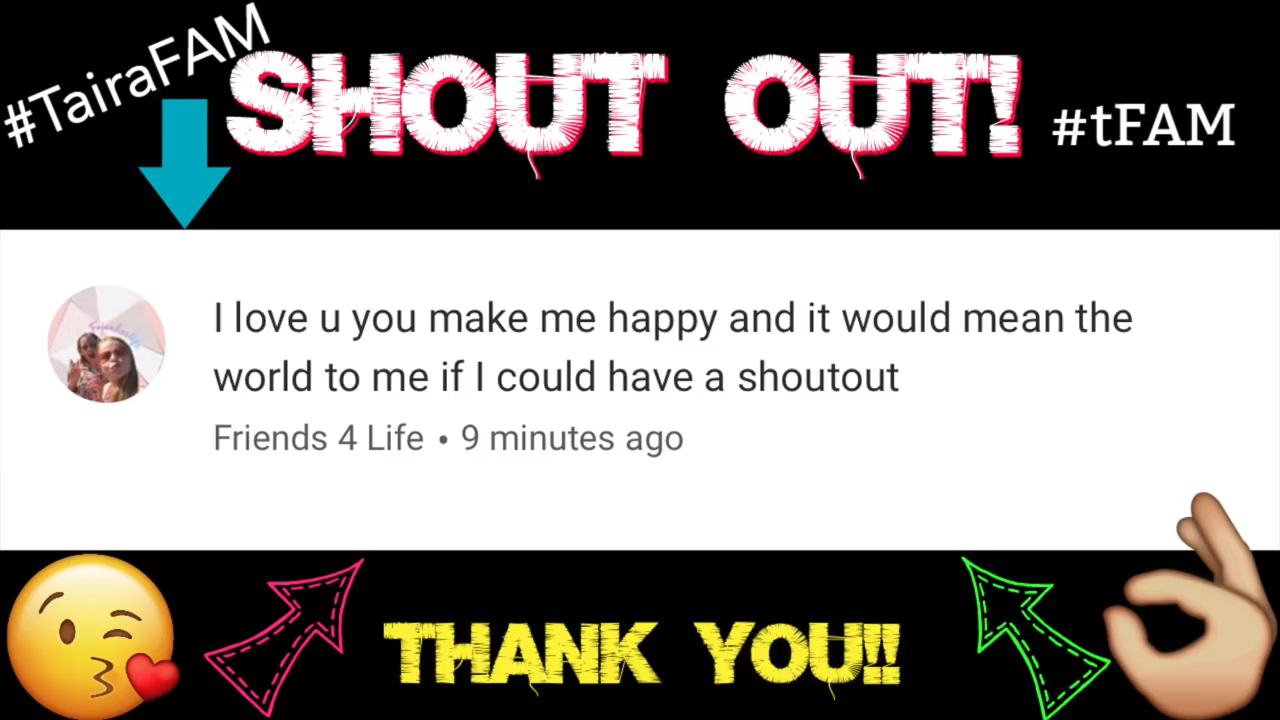 #TairaFAM
SHOUT OUT!
#tFAM
I love u you make me happy and it would mean the
world to me if I could have a shoutout
Friends 4 Life • 9 minutes ago
THANK YOU!!